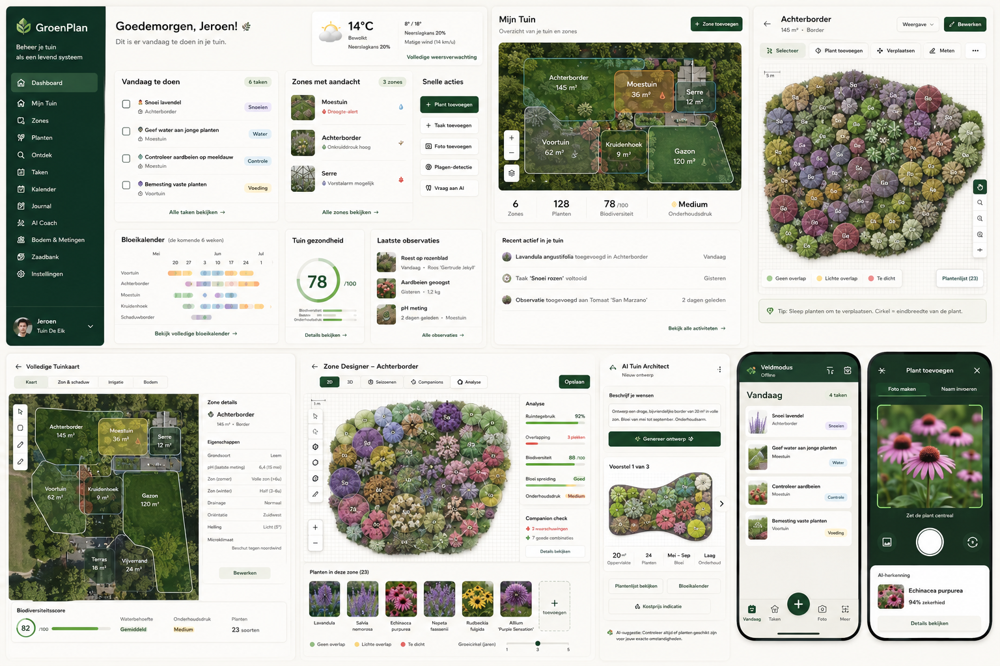 GroenPlan
Beheer je tuin
als een levend systeem
Dashboard
Mijn Tuin
Zones
Planten
Ontdek
Taken
Kalender
Journal
AI Coach
Bodem & Metingen
Zaadbank
Instellingen
Jeroen
Tuin De Eik
Goedemorgen, Jeroen!
Dit is er vandaag te doen in je tuin.
14°C
Bewolkt
Neerslagkans 20%
8° / 18°
Neerslagkans 20%
Matige wind (14 km/u)
Volledige weersverwachting
Vandaag te doen
6 taken
Snoei lavendel
Achterborder
Snoeien
Geef water aan jonge planten
Moestuin
Water
Controleer aardbeien op meeldauw
Moestuin
Controle
Bemesting vaste planten
Voortuin
Voeding
Alle taken bekijken →
Zones met aandacht
3 zones
Moestuin
Droogte-alert
Achterborder
Onkruiddruk hoog
Serre
Vorstalarm mogelijk
Alle zones bekijken →
Snelle acties
+ Plant toevoegen
+ Taak toevoegen
Foto toevoegen
Plagen-detectie
Vraag aan AI
Bloeikalender (de komende 6 weken)
Mei Jun Jul
20 27 3 10 17 24 1
Voortuin
Achterborder
Moestuin
Kruidenhoek
Schaduwborder
Bekijk volledige bloeikalender →
Tuin gezondheid
78 /100
Biodiversiteit
Onderhoudsdruk
Details bekijken →
Laatste observaties
Roest op rozenblad
Vandaag • Roos 'Gertrude Jekyll'
Aardbeien geoogst
Gisteren • 1,2 kg
pH meting
2 dagen geleden • Moestuin
Alle observaties →
Mijn Tuin
Overzicht van je tuin en zones
+ Zone toevoegen
Achterborder
145 m²
Moestuin
36 m²
Serre
12 m²
Voortuin
62 m²
Kruidenhoek
9 m²
Gazon
120 m²
+
−
6
Zones
128
Planten
78 /100
Biodiversiteit
Medium
Onderhoudsdruk
Recent actief in je tuin
Lavandula angustifolia toegevoegd in Achterborder
Vandaag
Taak 'Snoei rozen' voltooid
Gisteren
Observatie toegevoegd aan Tomaat 'San Marzano'
2 dagen geleden
Bekijk alle activiteiten →
← Achterborder
145 m² • Border
Weergave
Bewerken
Selecteer
Plant toevoegen
Verplaatsen
Meten
5 m
Geen overlap
Lichte overlap
Te dicht
Plantenlijst (23)
Tip: Sleep planten om te verplaatsen. Cirkel = eindbreedte van de plant.
← Volledige Tuinkaart
Kaart
Zon & schaduw
Irrigatie
Bodem
Achterborder
145 m²
Moestuin
36 m²
Serre
12 m²
Voortuin
62 m²
Kruidenhoek
9 m²
Gazon
120 m²
Terras
16 m²
Vijverrand
24 m²
Zone details
Achterborder
145 m² • Border
Eigenschappen
Grondsoort Leem
pH (laatste meting) 6,4 (15 mei)
Zon (zomer) Volle zon (>6u)
Zon (winter) Half (3-6u)
Drainage Normaal
Oriëntatie Zuidwest
Helling Licht (5°)
Microklimaat
Beschut tegen noordwind
Bewerken
Biodiversiteitsscore
82 /100
Waterbehoefte
Gemiddeld
Onderhoudsdruk
Medium
Planten
23 soorten
← Zone Designer – Achterborder
2D
3D
Seizoenen
Companions
Analyse
Opslaan
1 m
+
−
Analyse
Ruimtegebruik 92%
Overlapping 3 plekken
Biodiversiteit 88 /100
Bloei spreiding Goed
Onderhoudsdruk Medium
Companion check
3 waarschuwingen
7 goede combinaties
Details bekijken
Planten in deze zone (23)
Lavandula
Salvia
nemorosa
Echinacea
purpurea
Nepeta
faassenii
Rudbeckia
fulgida
Allium
'Purple Sensation'
+
toevoegen
Geen overlap
Lichte overlap
Te dicht
Groeicirkel (jaren)
1 3 5
AI Tuin Architect
Nieuw ontwerp
Beschrijf je wensen
Ontwerp een droge, bijvriendelijke border van 20 m² in volle
zon. Bloei van mei tot september. Onderhoudsarm.
Genereer ontwerp
Voorstel 1 van 3
20 m²
Oppervlakte
24
Planten
Mei – Sep
Bloei
Laag
Onderhoud
Plantenlijst bekijken
Bloeikalender
Kostprijs indicatie
AI-suggestie: Controleer altijd of planten geschikt zijn
voor jouw exacte omstandigheden.
Veldmodus
Offline
Vandaag
4 taken
Snoei lavendel
Achterborder
Snoeien
Geef water aan jonge planten
Moestuin
Water
Controleer aardbeien
Moestuin
Controle
Bemesting vaste planten
Voortuin
Voeding
Vandaag
Taken
+
Foto
Meer
Plant toevoegen
Foto maken
Naam invoeren
Zet de plant centreal
AI-herkenning
Echinacea purpurea
94% zekerhied
Details bekijken